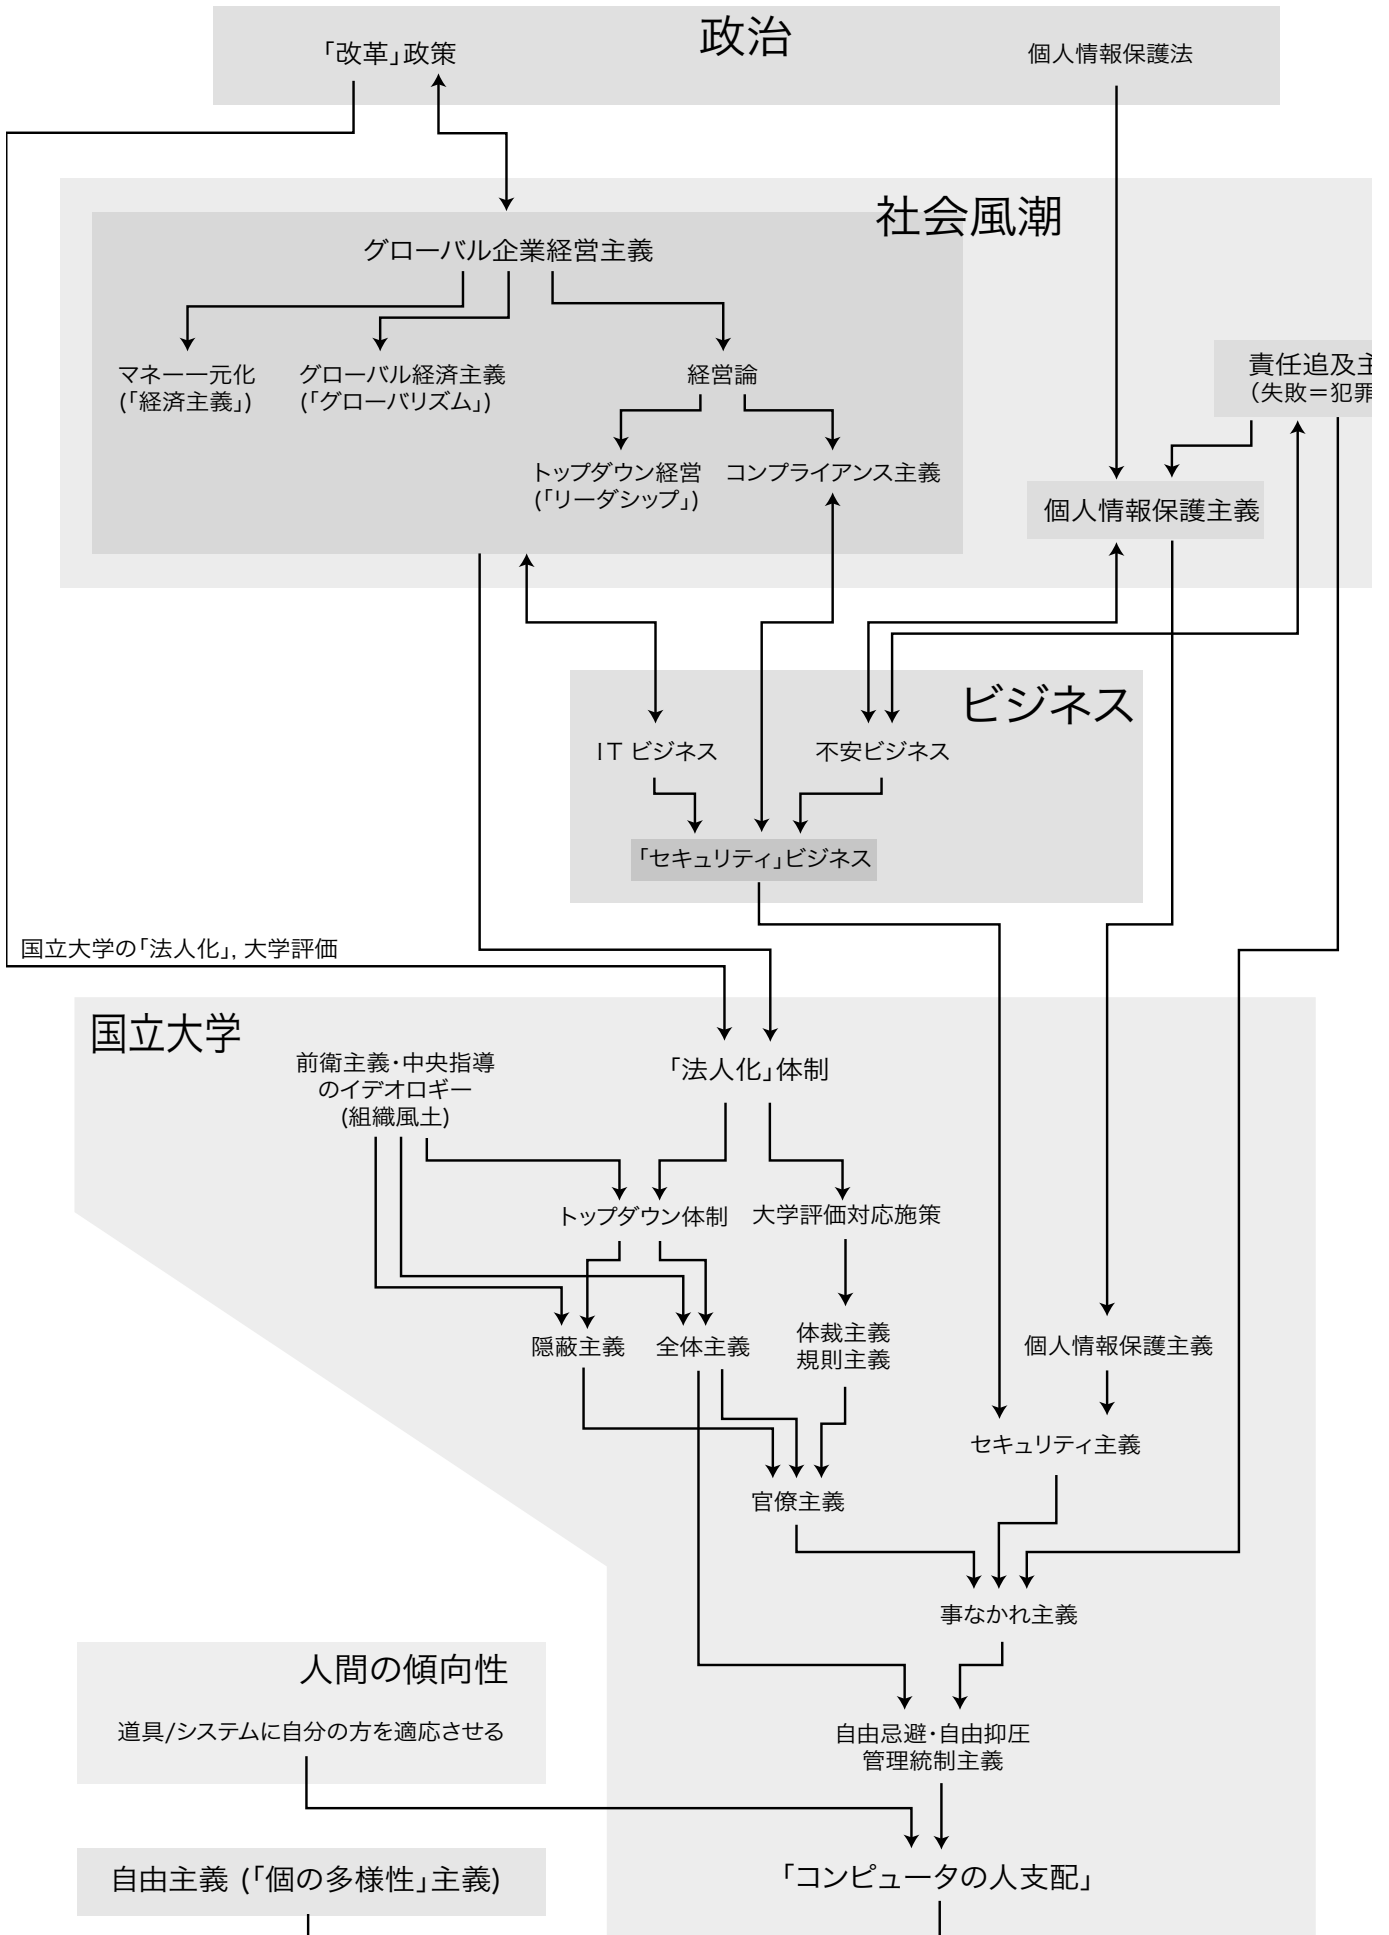 政治
「改革」政策
個人情報保護法
社会風潮
グローバル企業経営主義
マネー一元化
(「経済主義」)
グローバル経済主義
(「グローバリズム」)
経営論
責任追及主
（失敗＝犯罪
トップダウン経営
(「リーダシップ」)
コンプライアンス主義
個人情報保護主義
ビジネス
IT ビジネス
不安ビジネス
「セキュリティ」ビジネス
国立大学の「法人化」, 大学評価
国立大学
前衛主義・中央指導
のイデオロギー
(組織風土)
「法人化」体制
トップダウン体制
大学評価対応施策
隠蔽主義
全体主義
体裁主義
規則主義
個人情報保護主義
セキュリティ主義
官僚主義
事なかれ主義
人間の傾向性
道具/システムに自分の方を適応させる
自由忌避・自由抑圧
管理統制主義
自由主義 (「個の多様性」主義)
「コンピュータの人支配」